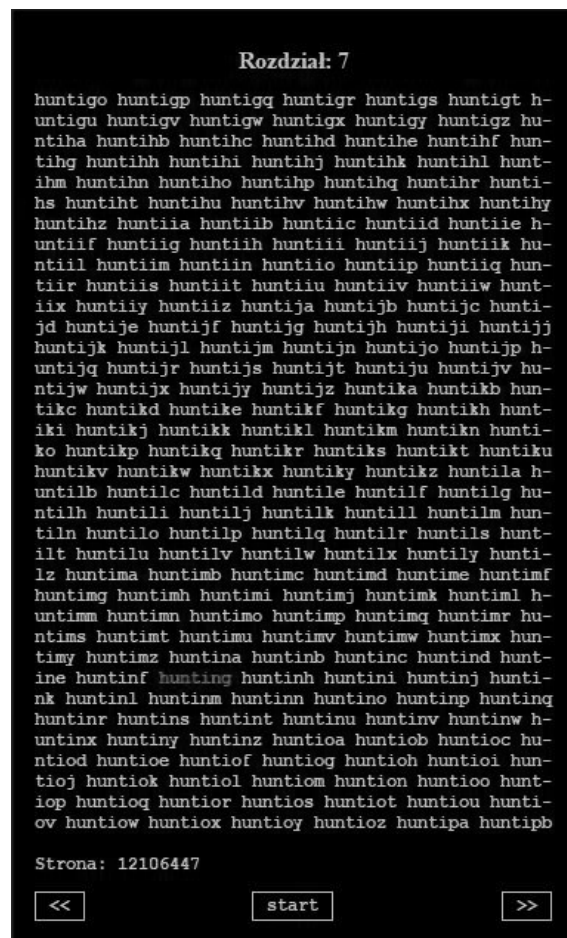 Rozdział: 7
huntigo huntigp huntigq huntigr huntigs huntigt h-
untigu huntigv huntigw huntigx huntigy huntigz hu-
ntiha huntihb huntihc huntihd huntihe huntihf hun-
tihg huntihh huntihi huntihj huntihk huntihl hunt-
ihm huntihn huntiho huntihp huntihq huntihr hunti-
hs huntiht huntihu huntihv huntihw huntihx huntihy
huntihz huntiia huntiib huntiic huntiid huntiie h-
untiif huntiig huntiih huntiii huntiij huntiik hu-
ntiil huntiim huntiin huntiio huntiip huntiiq hun-
tiir huntiis huntiit huntiiu huntiiv huntiiw hunt-
iix huntiiy huntiiz huntija huntijb huntijc hunti-
jd huntije huntijf huntijg huntijh huntiji huntijj
huntijk huntijl huntijm huntijn huntijo huntijp h-
untijq huntijr huntijs huntijt huntiju huntijv hu-
ntijw huntijx huntijy huntijz huntika huntikb hun-
tikc huntikd huntike huntikf huntikg huntikh hunt-
iki huntikj huntikk huntikl huntikm huntikn hunti-
ko huntikp huntikq huntikr huntiks huntikt huntiku
huntikv huntikw huntikx huntiky huntikz huntila h-
untilb huntilc huntild huntile huntilf huntilg hu-
ntilh huntili huntilj huntilk huntill huntilm hun-
tiln huntilo huntilp huntilq huntilr huntils hunt-
ilt huntilu huntilv huntilw huntilx huntily hunti-
lz huntima huntimb huntimc huntimd huntime huntimf
huntimg huntimh huntimi huntimj huntimk huntiml h-
untimm huntimn huntimo huntimp huntimq huntimr hu-
ntims huntimt huntimu huntimv huntimw huntimx hun-
timy huntimz huntina huntinb huntinc huntind hunt-
ine huntinf hunting huntinh huntini huntinj hunti-
nk huntinl huntinm huntinn huntino huntinp huntinq
huntinr huntins huntint huntinu huntinv huntinw h-
untinx huntiny huntinz huntioa huntiob huntioc hu-
ntiod huntioe huntiof huntiog huntioh huntioi hun-
tioj huntiok huntiol huntiom huntion huntioo hunt-
iop huntioq huntior huntios huntiot huntiou hunti-
ov huntiow huntiox huntioy huntioz huntipa huntipb
Strona: 12106447
<< start >>